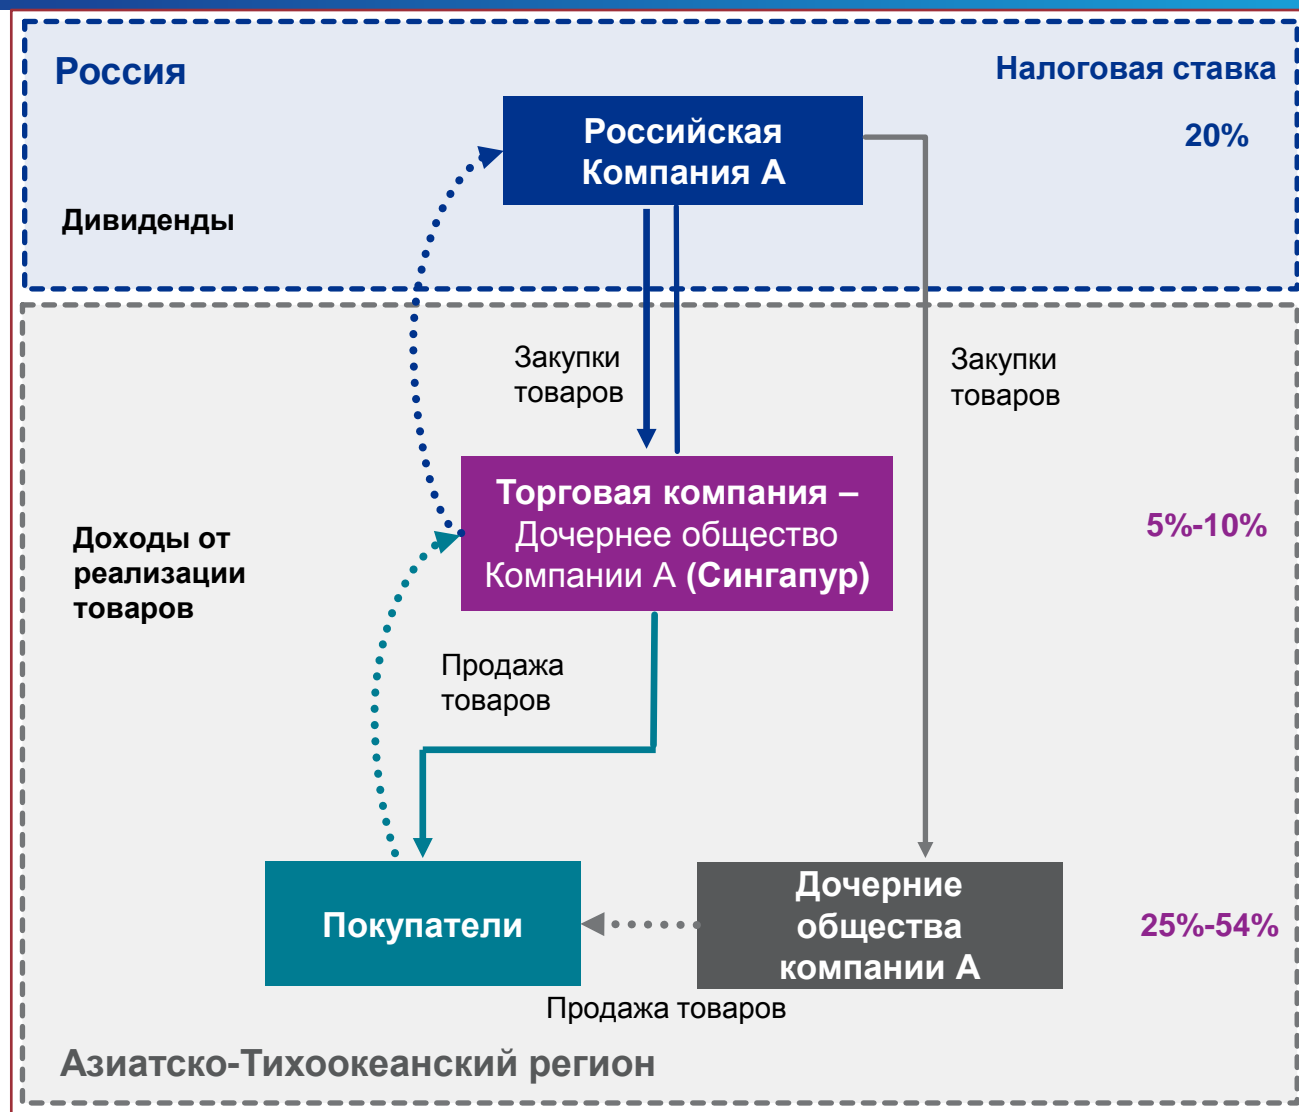 Россия
Налоговая ставка
Российская
Компания А
20%
Дивиденды
Закупки
товаров
Закупки
товаров
Торговая компания –
Дочернее общество
Компании А (Сингапур)
5%-10%
Доходы от
реализации
товаров
Продажа
товаров
Покупатели
Дочерние
общества
компании А
25%-54%
Продажа товаров
Азиатско-Тихоокеанский регион